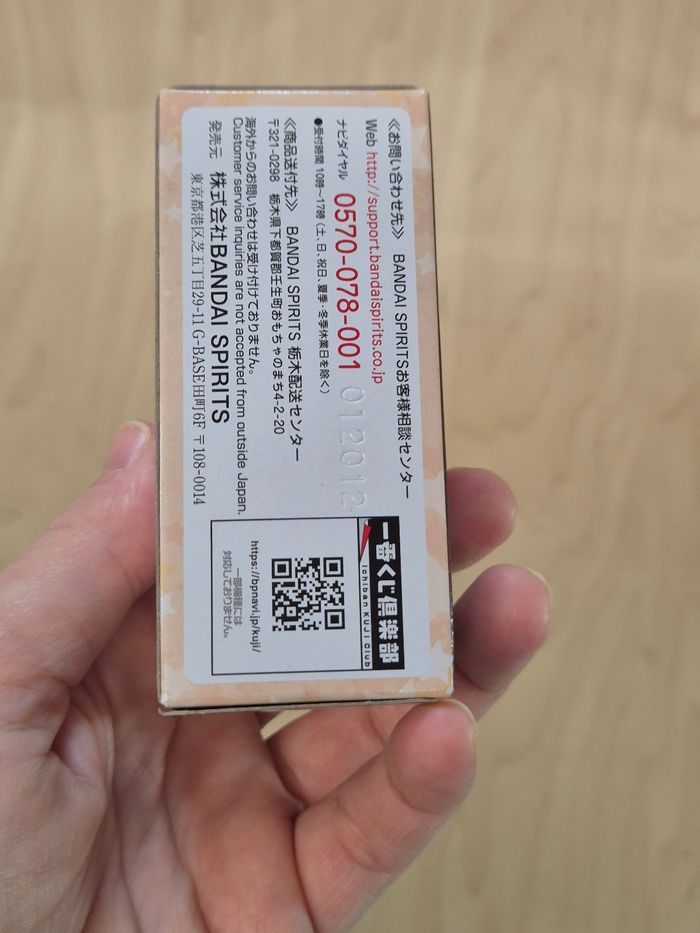 ≪お問い合わせ先≫ BANDAI SPIRITSお客様相談センター
Web http://support.bandaispirits.co.jp
ナビダイヤル 0570-078-001
●受付時間 10時～17時（土、日、祝日、夏季・冬季休業日を除く）
≪商品送付先≫ BANDAI SPIRITS 栃木配送センター
〒321-0298 栃木県下都賀郡壬生町おもちゃのまち4-2-20
海外からのお問い合わせは受け付けておりません。
Customer service inquiries are not accepted from outside Japan.
発売元 株式会社BANDAI SPIRITS
東京都港区芝五丁目29-11 G-BASE田町6F 〒108-0014
012012
一番くじ倶楽部
Ichiban KUJI Club
https://bpnavi.jp/kuji/
一部機種には
対応しておりません。